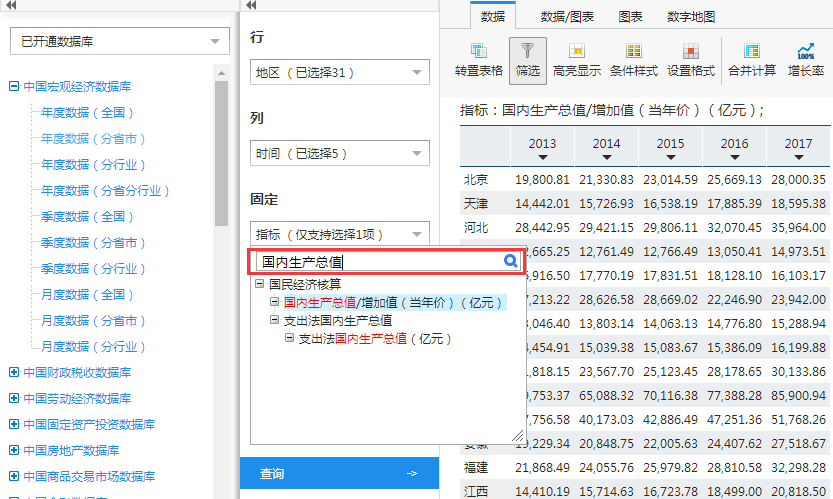 已开通数据库
中国宏观经济数据库
年度数据（全国）
年度数据（分省市）
年度数据（分行业）
年度数据（分省分行业）
季度数据（全国）
季度数据（分省市）
季度数据（分行业）
月度数据（全国）
月度数据（分省市）
月度数据（分行业）
中国财政税收数据库
中国劳动经济数据库
中国固定资产投资数据库
中国房地产数据库
中国商品交易市场数据库
行
地区 （已选择31）
列
时间 （已选择5）
固定
指标 （仅支持选择1项）
国内生产总值
国民经济核算
国内生产总值/增加值（当年价）（亿元）
支出法国内生产总值
支出法国内生产总值（亿元）
查询
数据 数据/图表 图表 数字地图
转置表格 筛选 高亮显示 条件样式 设置格式 合并计算 增长率
指标：国内生产总值/增加值（当年价）（亿元）;
2013 2014 2015 2016 2017
北京 19,800.81 21,330.83 23,014.59 25,669.13 28,000.35
天津 14,442.01 15,726.93 16,538.19 17,885.39 18,595.38
河北 28,442.95 29,421.15 29,806.11 32,070.45 35,964.00
2,665.25 12,761.49 12,766.49 13,050.41 14,973.51
6,916.50 17,770.19 17,831.51 18,128.10 16,103.17
7,213.22 28,626.58 28,669.02 22,246.90 23,942.00
3,046.40 13,803.14 14,063.13 14,776.80 15,288.94
4,454.91 15,039.38 15,083.67 15,386.09 16,199.88
1,818.15 23,567.70 25,123.45 28,178.65 30,133.86
9,753.37 65,088.32 70,116.38 77,388.28 85,900.94
7,756.58 40,173.03 42,886.49 47,251.36 51,768.26
安徽 19,229.34 20,848.75 22,005.63 24,407.62 27,518.67
福建 21,868.49 24,055.76 25,979.82 28,810.58 32,298.28
江西 14,410.19 15,714.63 16,723.78 18,499.00 20,818.50